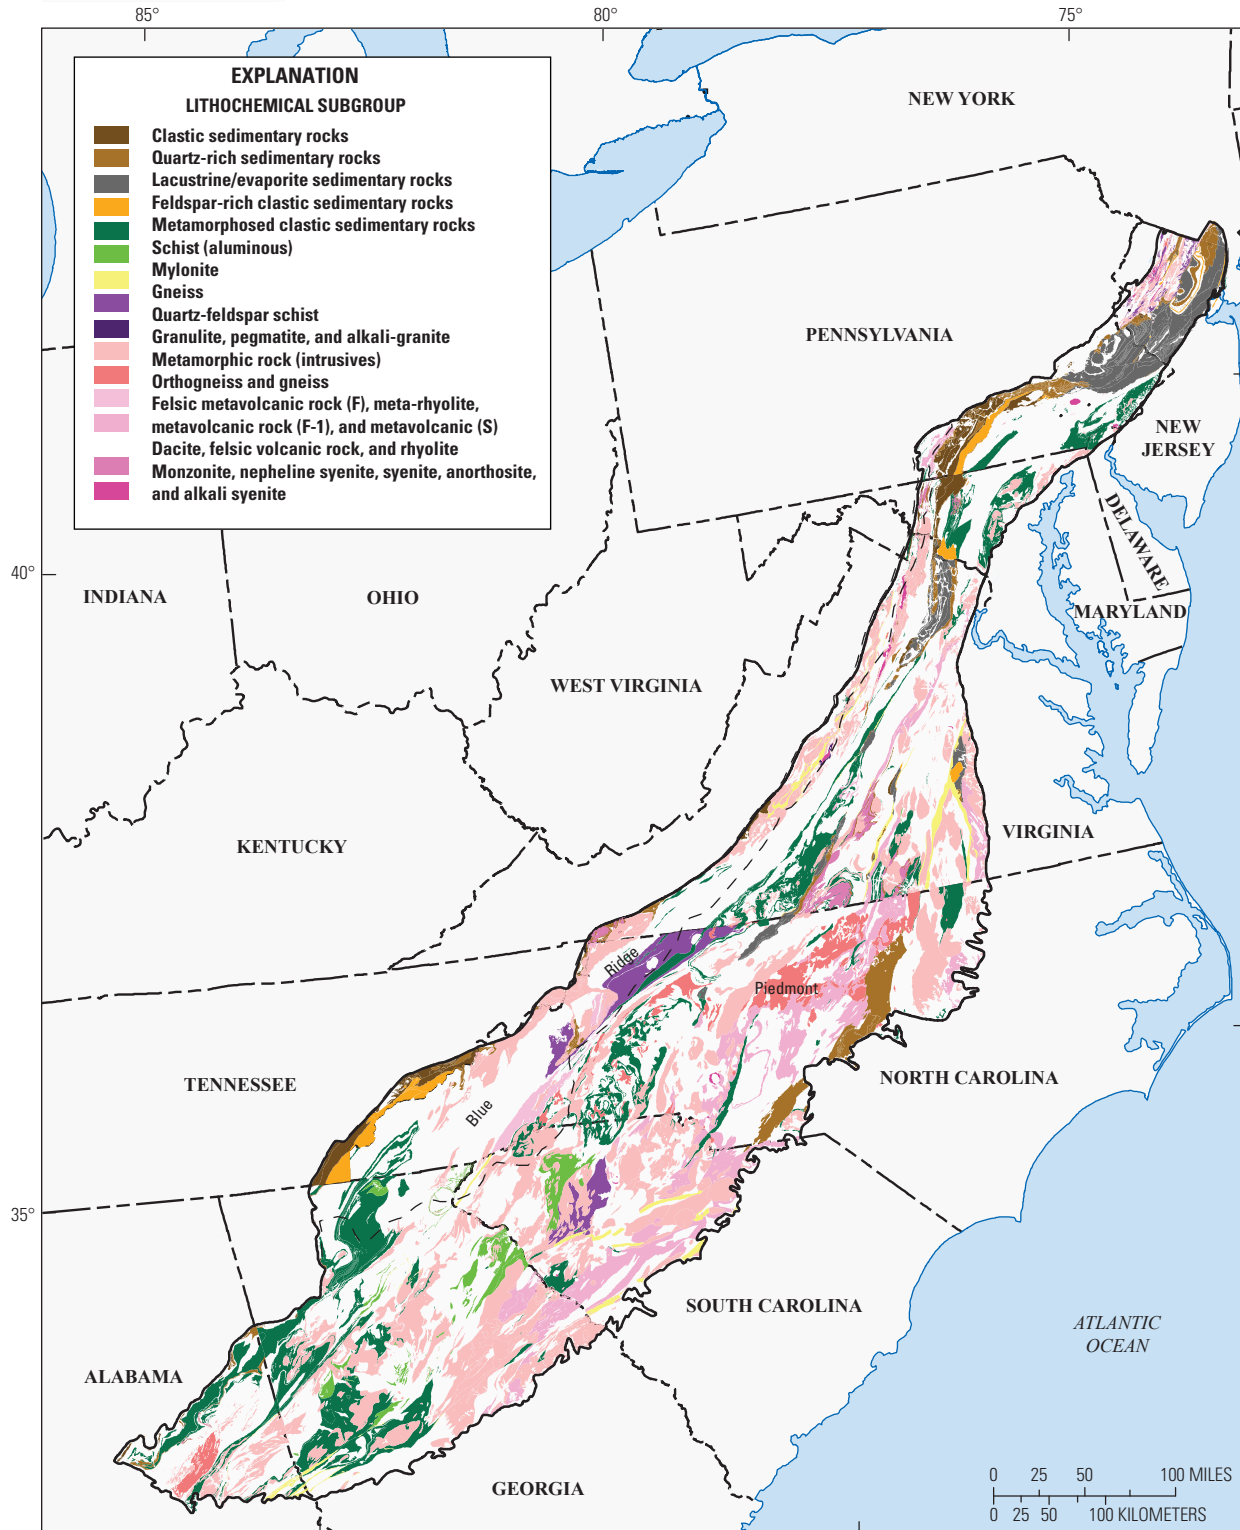 85°
80°
75°
EXPLANATION
LITHOCHEMICAL SUBGROUP
Clastic sedimentary rocks
Quartz-rich sedimentary rocks
Lacustrine/evaporite sedimentary rocks
Feldspar-rich clastic sedimentary rocks
Metamorphosed clastic sedimentary rocks
Schist (aluminous)
Mylonite
Gneiss
Quartz-feldspar schist
Granulite, pegmatite, and alkali-granite
Metamorphic rock (intrusives)
Orthogneiss and gneiss
Felsic metavolcanic rock (F), meta-rhyolite,
metavolcanic rock (F-1), and metavolcanic (S)
Dacite, felsic volcanic rock, and rhyolite
Monzonite, nepheline syenite, syenite, anorthosite,
and alkali syenite
NEW YORK
PENNSYLVANIA
NEW
JERSEY
DELAWARE
MARYLAND
40°
INDIANA
OHIO
WEST VIRGINIA
KENTUCKY
VIRGINIA
Ridge
Piedmont
TENNESSEE
Blue
NORTH CAROLINA
35°
SOUTH CAROLINA
ATLANTIC
OCEAN
ALABAMA
GEORGIA
0 25 50 100 MILES
0 25 50 100 KILOMETERS